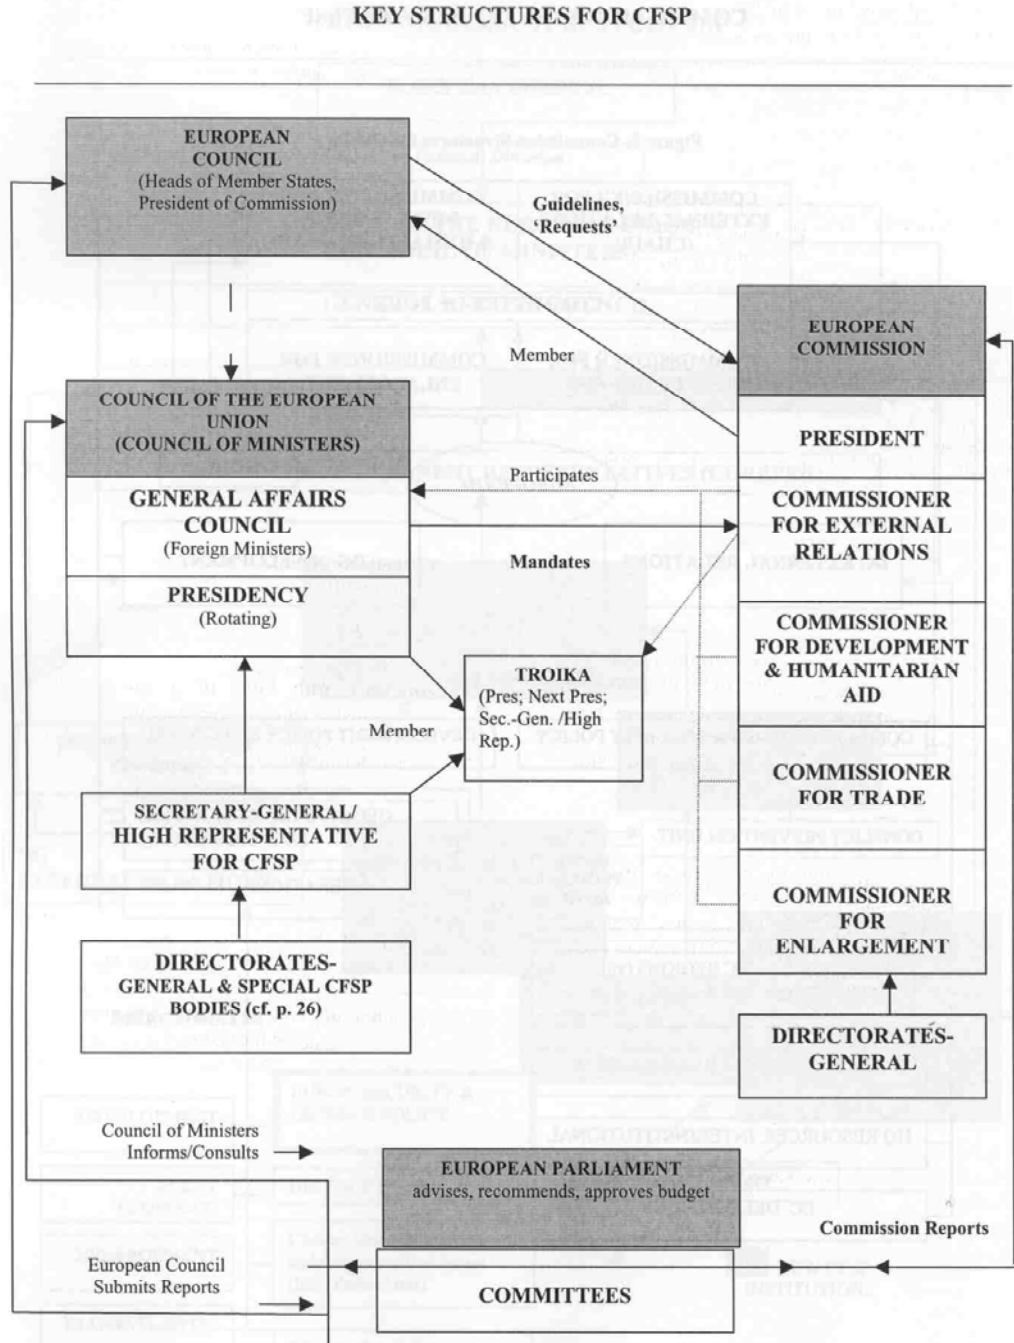 KEY STRUCTURES FOR CFSP
EUROPEAN
COUNCIL
(Heads of Member States,
President of Commission)
Guidelines,
‘Requests’
EUROPEAN
COMMISSION
Member
COUNCIL OF THE EUROPEAN
UNION
(COUNCIL OF MINISTERS)
PRESIDENT
Participates
GENERAL AFFAIRS
COUNCIL
(Foreign Ministers)
COMMISSIONER
FOR EXTERNAL
RELATIONS
Mandates
PRESIDENCY
(Rotating)
COMMISSIONER
FOR DEVELOPMENT
& HUMANITARIAN
AID
TROIKA
(Pres; Next Pres;
Sec.-Gen. /High
Rep.)
Member
COMMISSIONER
FOR TRADE
SECRETARY-GENERAL/
HIGH REPRESENTATIVE
FOR CFSP
COMMISSIONER
FOR
ENLARGEMENT
DIRECTORATES-
GENERAL & SPECIAL CFSP
BODIES (cf. p. 26)
DIRECTORATES-
GENERAL
Council of Ministers
Informs/Consults
EUROPEAN PARLIAMENT
advises, recommends, approves budget
Commission Reports
European Council
Submits Reports
COMMITTEES